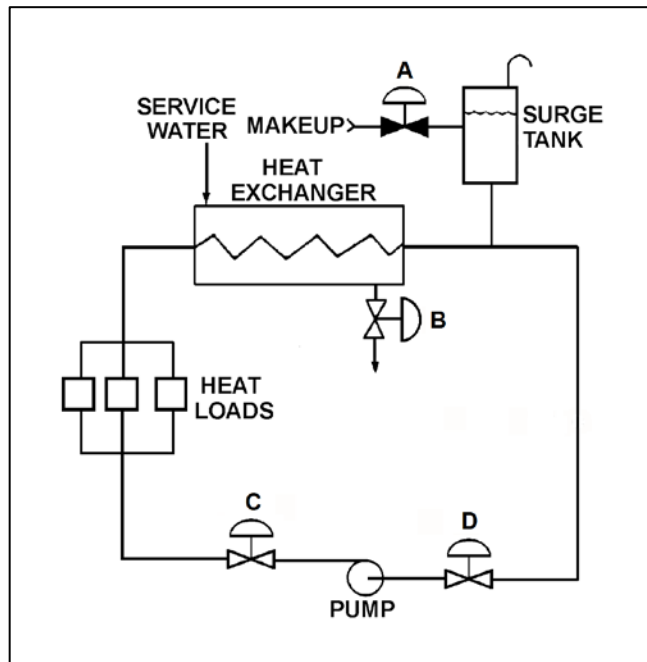 A
SERVICE
WATER
MAKEUP
SURGE
TANK
HEAT
EXCHANGER
B
HEAT
LOADS
C
D
PUMP